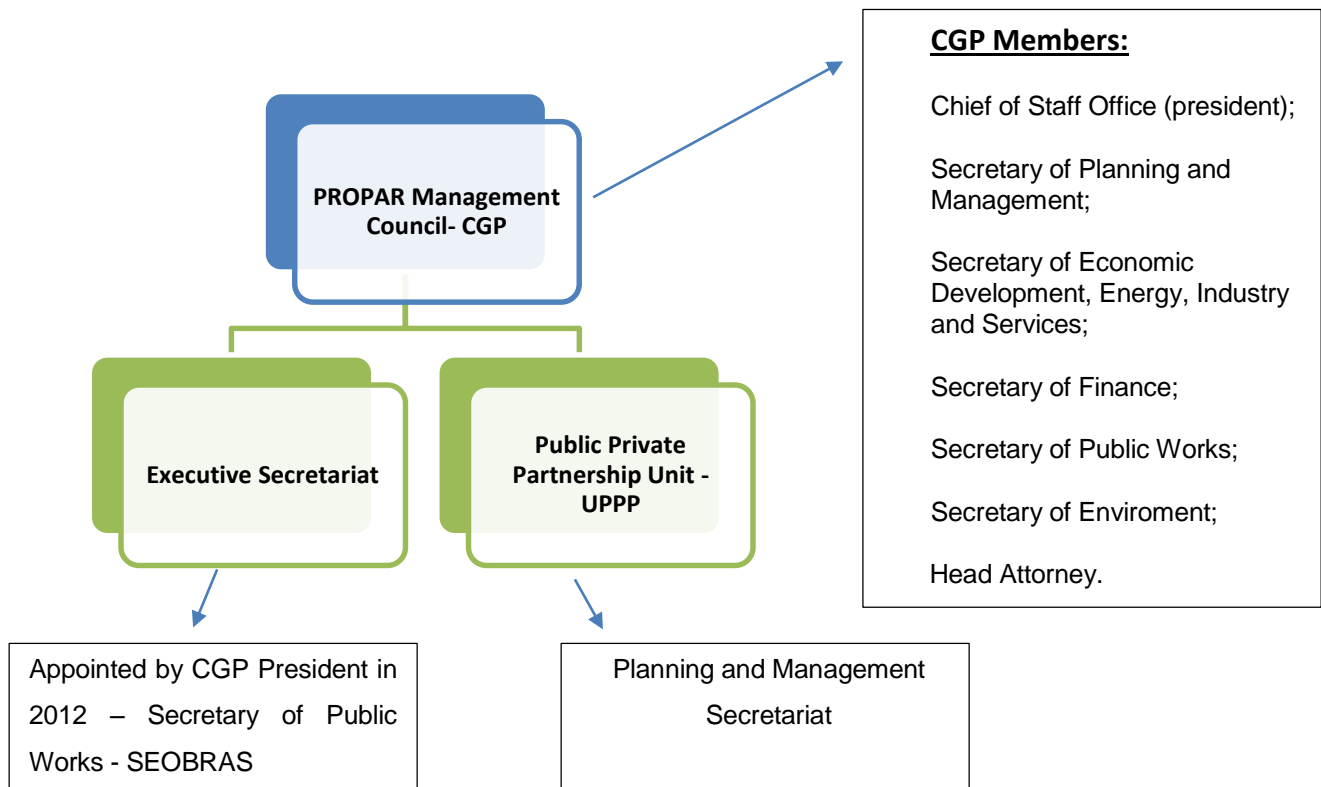 PROPAR Management
Council- CGP
Executive Secretariat
Public Private
Partnership Unit -
UPPP
CGP Members:
Chief of Staff Office (president);
Secretary of Planning and
Management;
Secretary of Economic
Development, Energy, Industry
and Services;
Secretary of Finance;
Secretary of Public Works;
Secretary of Enviroment;
Head Attorney.
Appointed by CGP President in
2012 – Secretary of Public
Works - SEOBRAS
Planning and Management
Secretariat